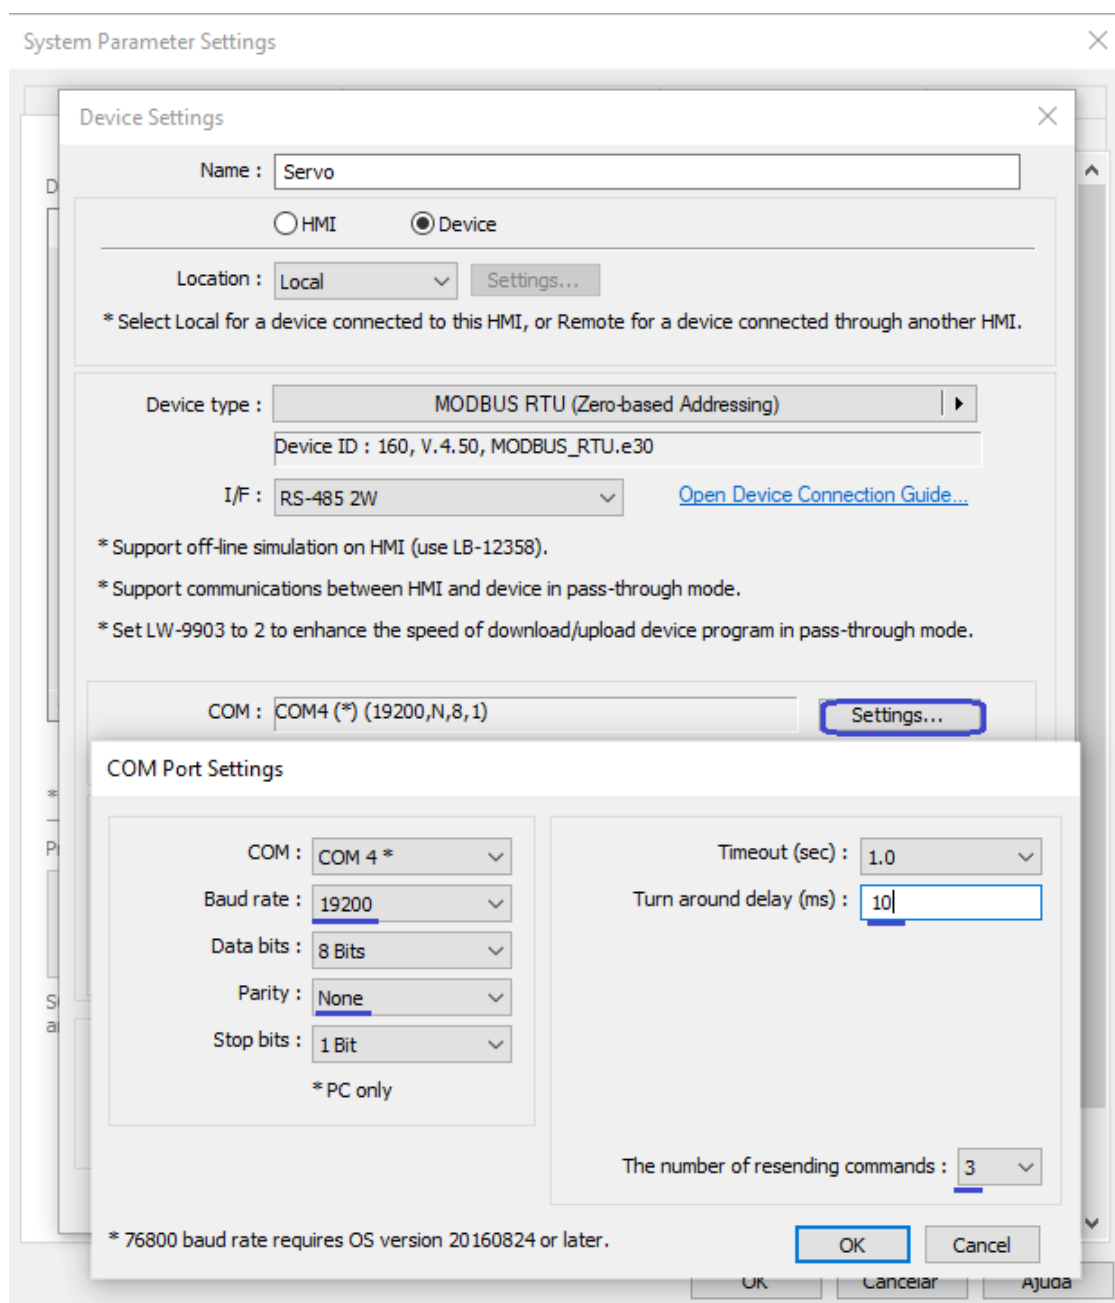 System Parameter Settings
Device Settings
Name : Servo
HMI Device
Location : Local Settings...
* Select Local for a device connected to this HMI, or Remote for a device connected through another HMI.
Device type : MODBUS RTU (Zero-based Addressing)
Device ID : 160, V.4.50, MODBUS_RTU.e30
I/F : RS-485 2W Open Device Connection Guide...
* Support off-line simulation on HMI (use LB-12358).
* Support communications between HMI and device in pass-through mode.
* Set LW-9903 to 2 to enhance the speed of download/upload device program in pass-through mode.
COM : COM4 (*) (19200,N,8,1) Settings...
COM Port Settings
COM : COM 4 * Timeout (sec) : 1.0
Baud rate : 19200 Turn around delay (ms) : 10
Data bits : 8 Bits
Parity : None
Stop bits : 1 Bit
* PC only
The number of resending commands : 3
* 76800 baud rate requires OS version 20160824 or later.
OK Cancel
OK Cancelar Ajuda